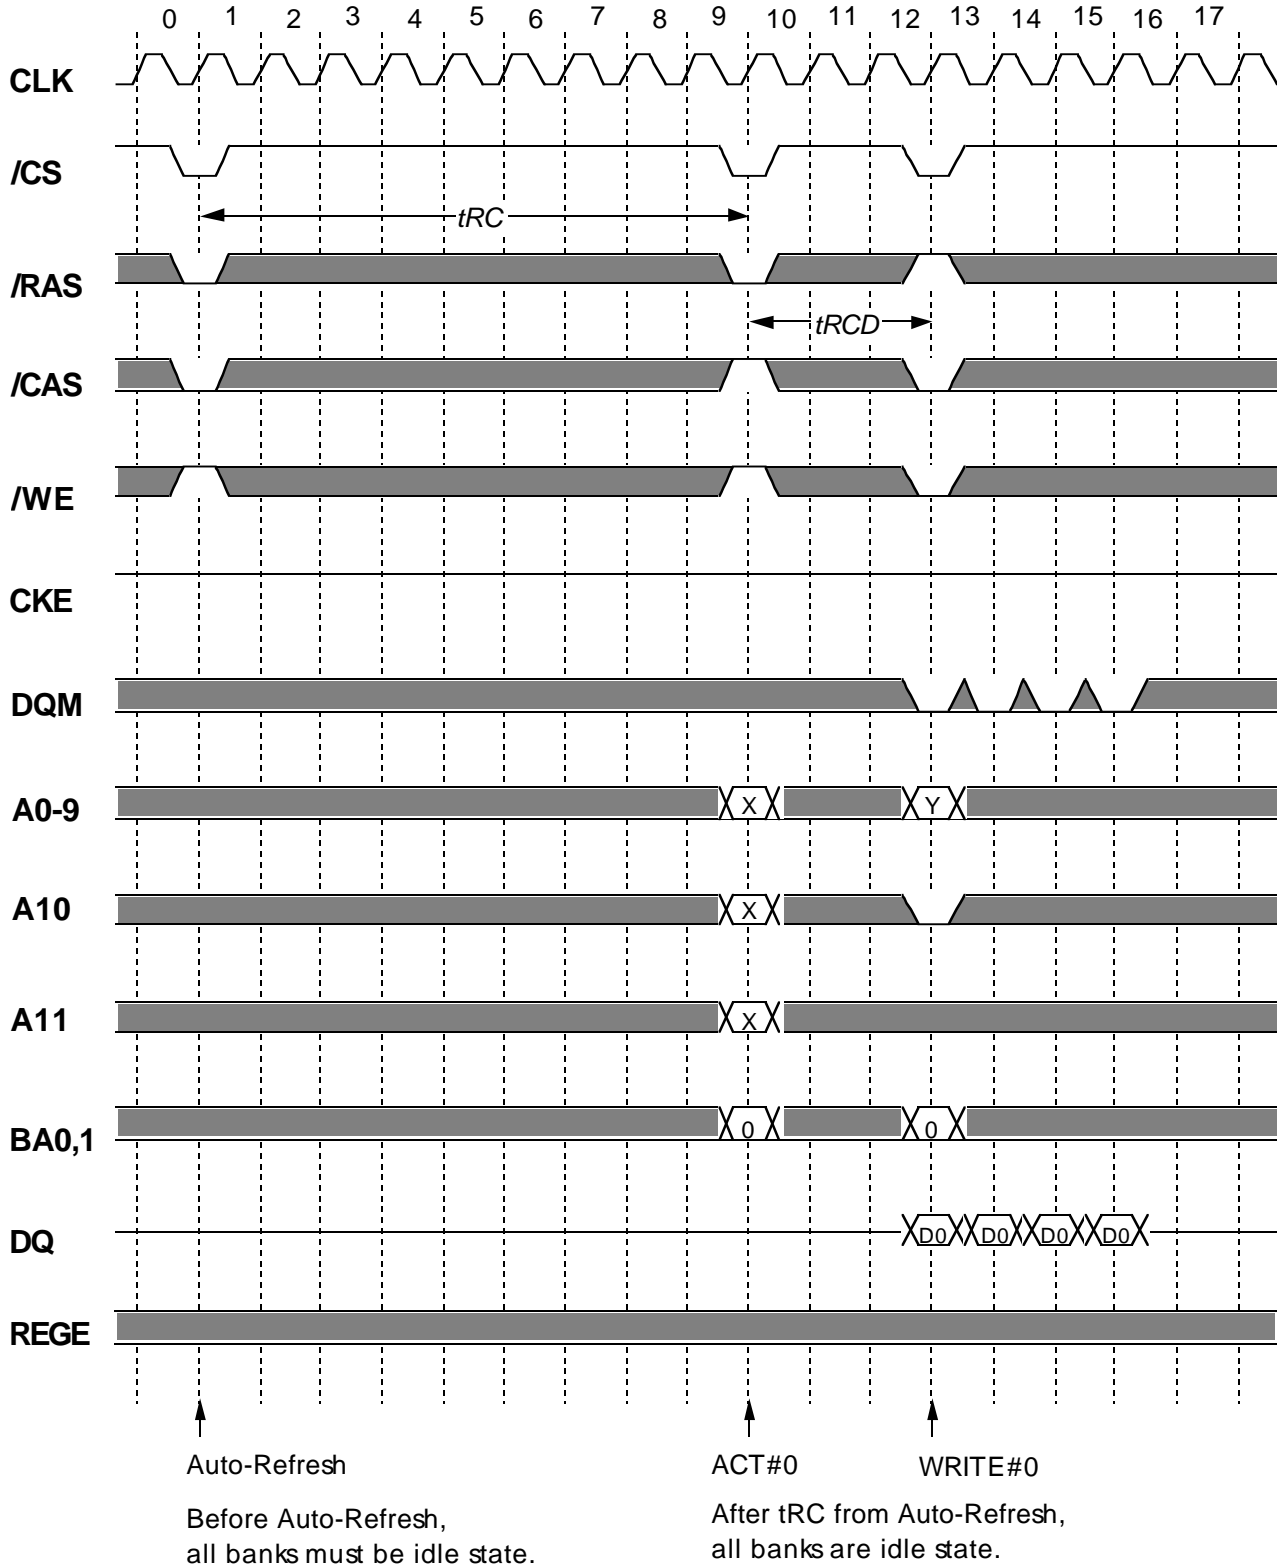 0 1 2 3 4 5 6 7 8 9 10 11 12 13 14 15 16 17
CLK
/CS
tRC
/RAS
tRCD
/CAS
/WE
CKE
DQM
A0-9 X Y
A10 X
A11 X
BA0,1 0 0
DQ D0 D0 D0 D0
REGE
Auto-Refresh ACT#0 WRITE#0
Before Auto-Refresh,
all banks must be idle state.
After tRC from Auto-Refresh,
all banks are idle state.